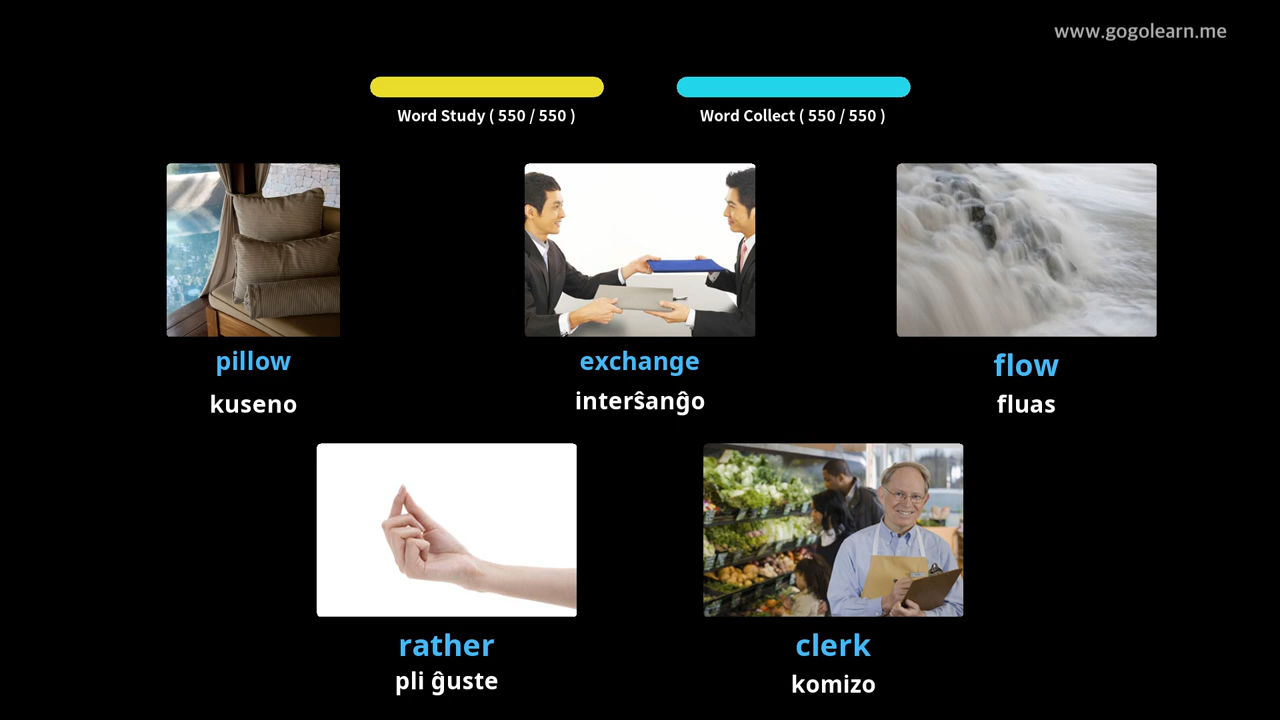 www.gogolearn.me
Word Study ( 550 / 550 )
Word Collect ( 550 / 550 )
pillow
kuseno
exchange
interŝanĝo
flow
fluas
rather
pli ĝuste
clerk
komizo